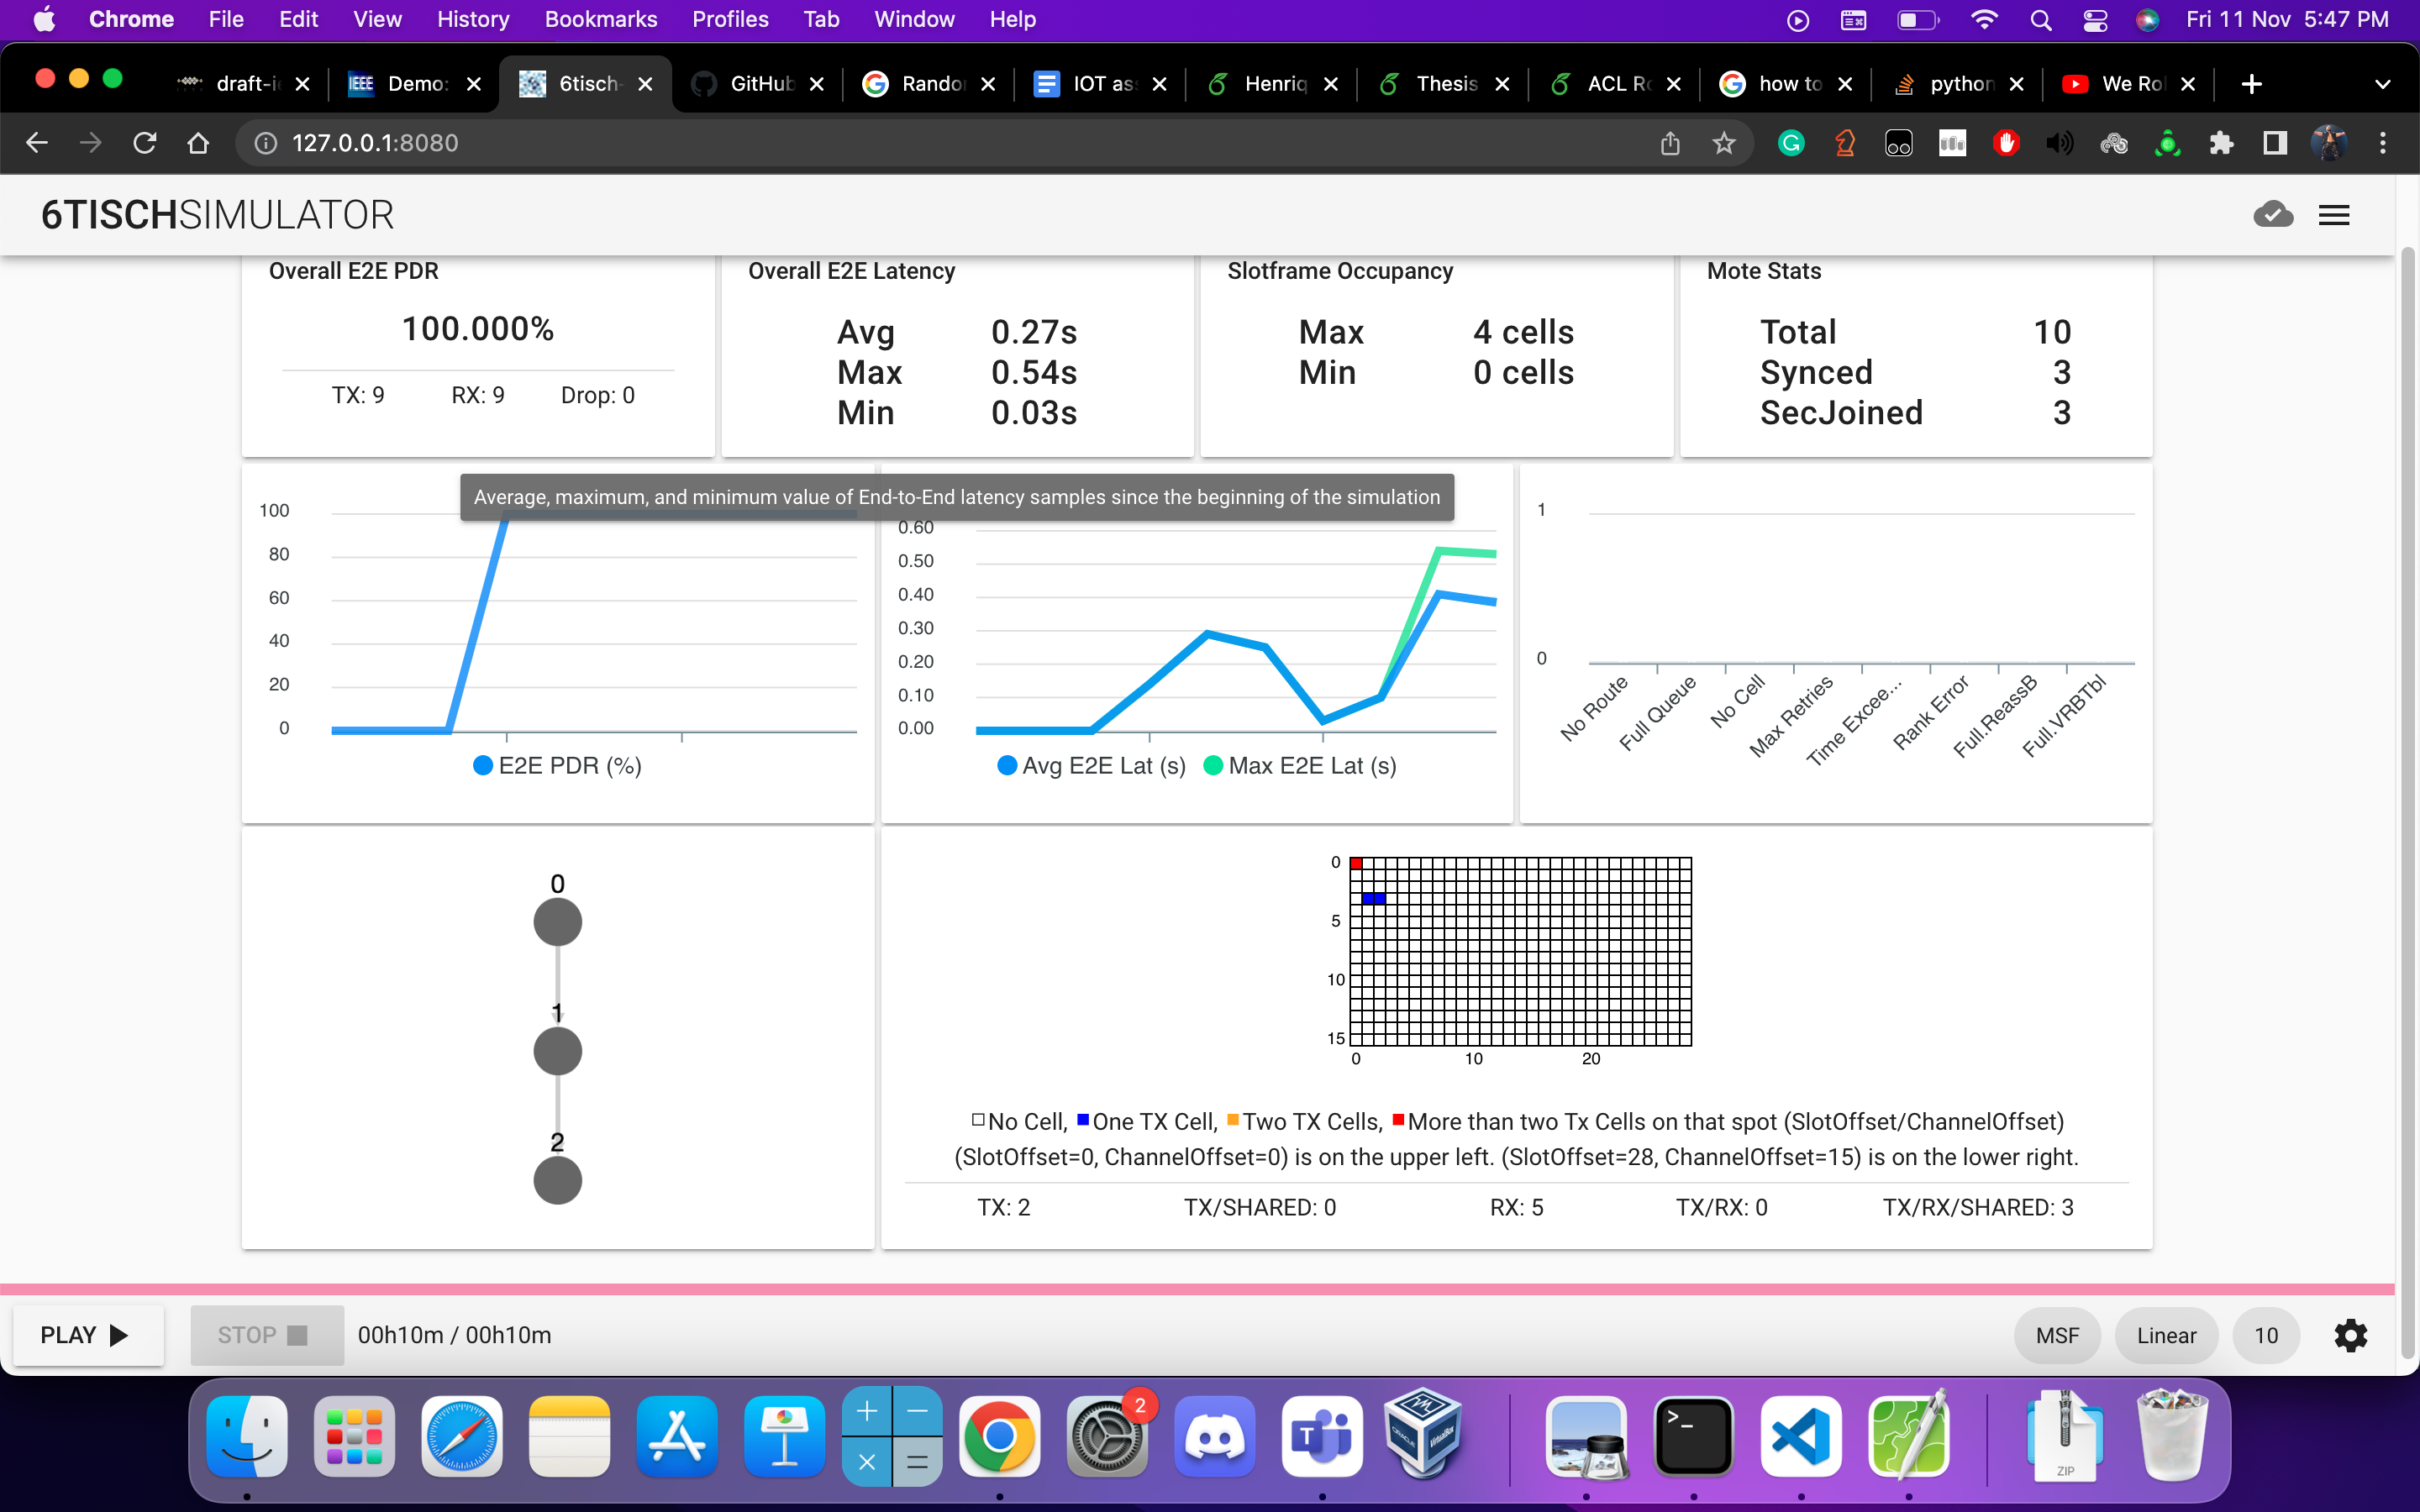 Chrome File Edit View History Bookmarks Profiles Tab Window Help Fri 11 Nov 5:47 PM
draft-i IEEE Demo: 6tisch- GitHub Rando IOT as Henriq Thesis ACL Ro how to python We Rol
127.0.0.1:8080
6TISCHSIMULATOR
Overall E2E PDR
100.000%
TX: 9 RX: 9 Drop: 0
Overall E2E Latency
Avg 0.27s
Max 0.54s
Min 0.03s
Slotframe Occupancy
Max 4 cells
Min 0 cells
Mote Stats
Total 10
Synced 3
SecJoined 3
Average, maximum, and minimum value of End-to-End latency samples since the beginning of the simulation
100
80
60
40
20
0
E2E PDR (%)
0.60
0.50
0.40
0.30
0.20
0.10
0.00
Avg E2E Lat (s) Max E2E Lat (s)
1
0
No Route
Full Queue
No Cell
Max Retries
Time Excee...
Rank Error
Full.ReassB
Full.VRBTbl
0
1
2
0
5
10
15
0 10 20
No Cell, One TX Cell, Two TX Cells, More than two Tx Cells on that spot (SlotOffset/ChannelOffset)
(SlotOffset=0, ChannelOffset=0) is on the upper left. (SlotOffset=28, ChannelOffset=15) is on the lower right.
TX: 2 TX/SHARED: 0 RX: 5 TX/RX: 0 TX/RX/SHARED: 3
PLAY STOP 00h10m / 00h10m MSF Linear 10
2
ZIP